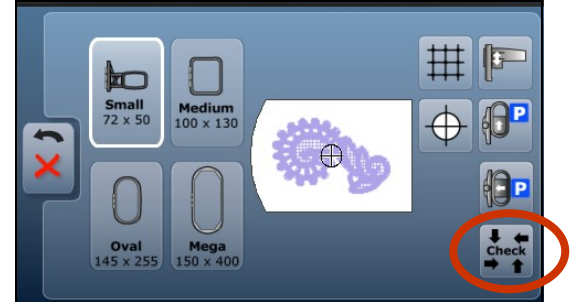 Small
72 x 50
Medium
100 x 130
Oval
145 x 255
Mega
150 x 400
P
P
Check